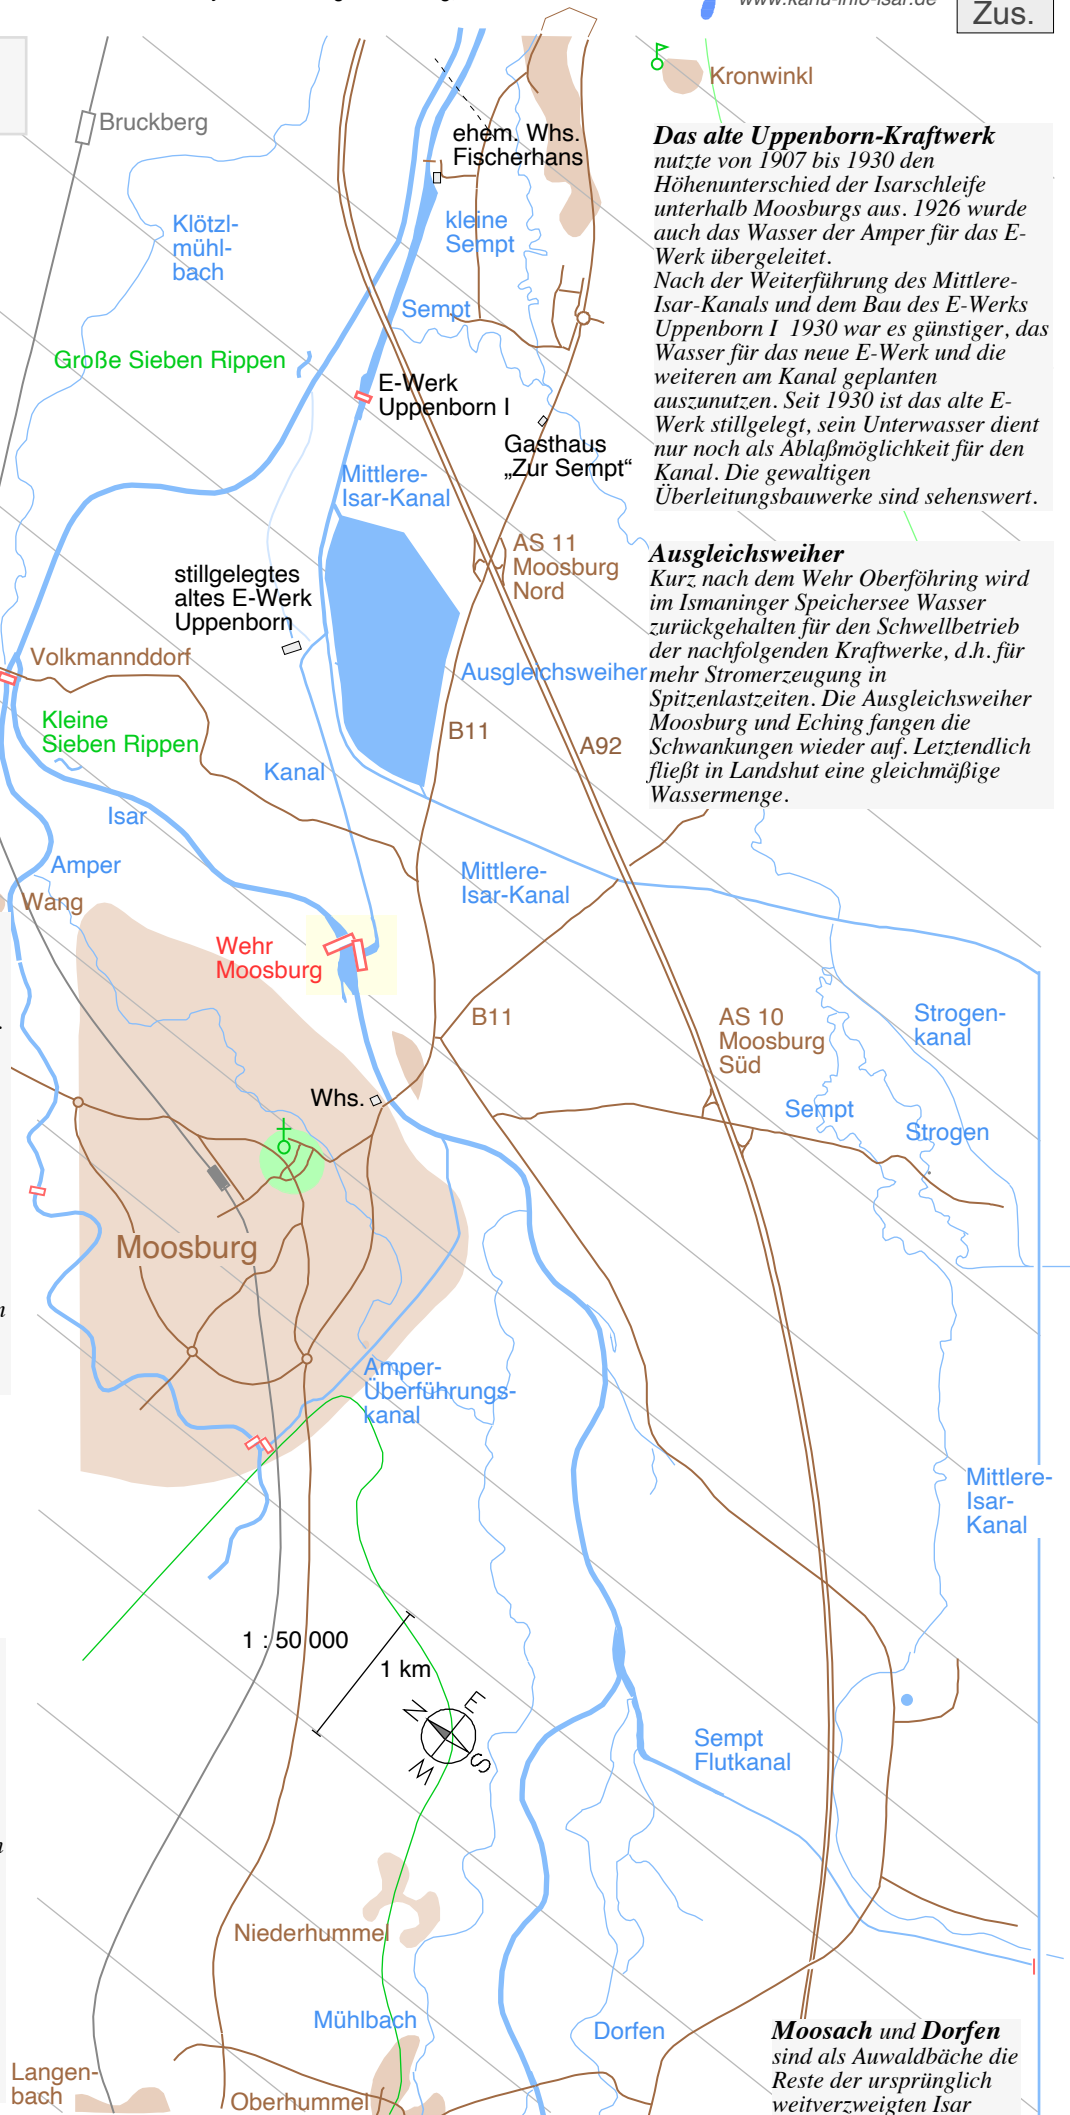 www.kanu-info-isar.de
Zus.
Kronwinkl
Bruckberg
ehem. Whs.
Fischerhans
Das alte Uppenborn-Kraftwerk
nutzte von 1907 bis 1930 den
Höhenunterschied der Isarschleife
unterhalb Moosburgs aus. 1926 wurde
auch das Wasser der Amper für das E-
Werk übergeleitet.
Nach der Weiterführung des Mittlere-
Isar-Kanals und dem Bau des E-Werks
Uppenborn I 1930 war es günstiger, das
Wasser für das neue E-Werk und die
weiteren am Kanal geplanten
auszunutzen. Seit 1930 ist das alte E-
Werk stillgelegt, sein Unterwasser dient
nur noch als Ablaßmöglichkeit für den
Kanal. Die gewaltigen
Überleitungsbauwerke sind sehenswert.
Klötzl-
mühl-
bach
kleine
Sempt
Sempt
Große Sieben Rippen
E-Werk
Uppenborn I
Gasthaus
„Zur Sempt“
Mittlere-
Isar-Kanal
AS 11
Moosburg
Nord
Ausgleichsweiher
Kurz nach dem Wehr Oberföhring wird
im Ismaninger Speichersee Wasser
zurückgehalten für den Schwellbetrieb
der nachfolgenden Kraftwerke, d.h. für
mehr Stromerzeugung in
Spitzenlastzeiten. Die Ausgleichsweiher
Moosburg und Eching fangen die
Schwankungen wieder auf. Letztendlich
fließt in Landshut eine gleichmäßige
Wassermenge.
stillgelegtes
altes E-Werk
Uppenborn
Volkmannddorf
Ausgleichsweiher
Kleine
Sieben Rippen
B11
A92
Kanal
Isar
Amper
Mittlere-
Isar-Kanal
Wang
Wehr
Moosburg
B11
AS 10
Moosburg
Süd
Strogen-
kanal
Whs.
Sempt
Strogen
Moosburg
Amper-
Überführungs-
kanal
Mittlere-
Isar-
Kanal
1 : 50 000
1 km
N
E
S
W
Sempt
Flutkanal
Niederhummel
Mühlbach
Dorfen
Langen-
bach
Oberhummel
Moosach und Dorfen
sind als Auwaldbäche die
Reste der ursprünglich
weitverzweigten Isar